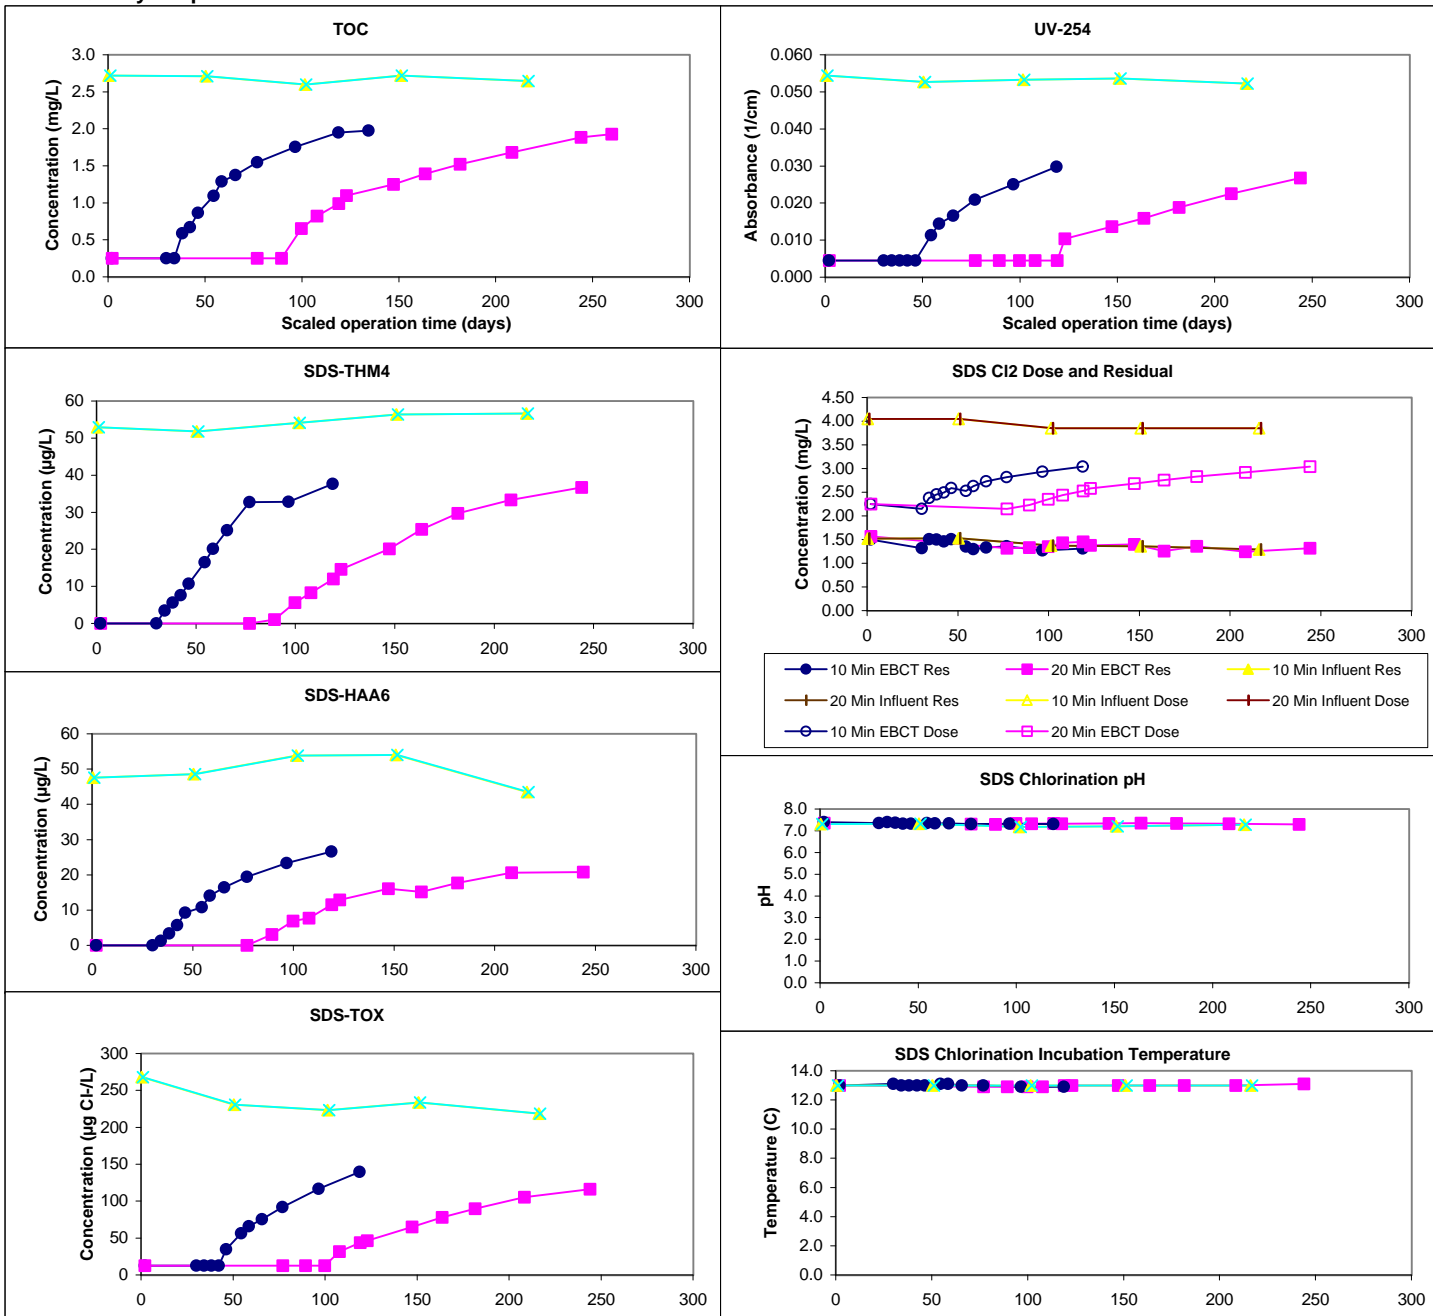 TOC
Concentration (mg/L)
3.0
2.5
2.0
1.5
1.0
0.5
0.0
0 50 100 150 200 250 300
Scaled operation time (days)
UV-254
Absorbance (1/cm)
0.060
0.050
0.040
0.030
0.020
0.010
0.000
0 50 100 150 200 250 300
Scaled operation time (days)
SDS-THM4
Concentration (µg/L)
60
50
40
30
20
10
0
0 50 100 150 200 250 300
SDS Cl2 Dose and Residual
Concentration (mg/L)
4.50
4.00
3.50
3.00
2.50
2.00
1.50
1.00
0.50
0.00
0 50 100 150 200 250 300
10 Min EBCT Res 20 Min EBCT Res 10 Min Influent Res
20 Min Influent Res 10 Min Influent Dose 20 Min Influent Dose
10 Min EBCT Dose 20 Min EBCT Dose
SDS-HAA6
Concentration (µg/L)
60
50
40
30
20
10
0
0 50 100 150 200 250 300
SDS Chlorination pH
pH
8.0
7.0
6.0
5.0
4.0
3.0
2.0
1.0
0.0
0 50 100 150 200 250 300
SDS-TOX
Concentration (µg Cl-/L)
300
250
200
150
100
50
0
0 50 100 150 200 250 300
SDS Chlorination Incubation Temperature
Temperature (C)
14.0
12.0
10.0
8.0
6.0
4.0
2.0
0.0
0 50 100 150 200 250 300